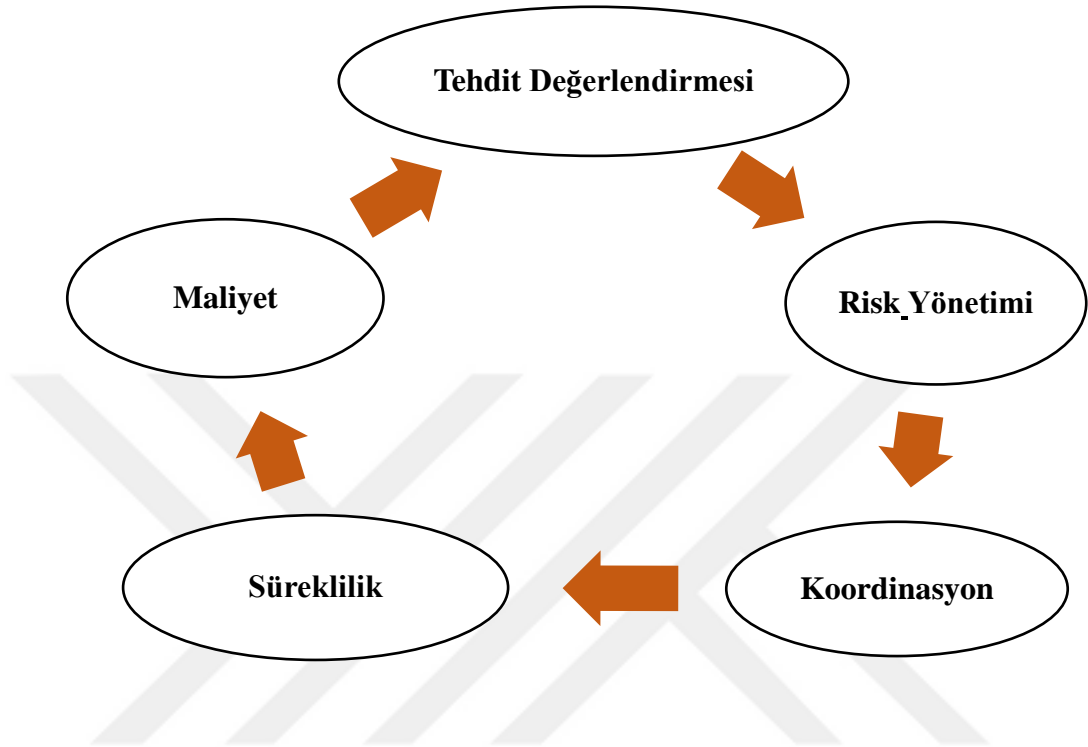 Tehdit Değerlendirmesi
Risk Yönetimi
Koordinasyon
Süreklilik
Maliyet